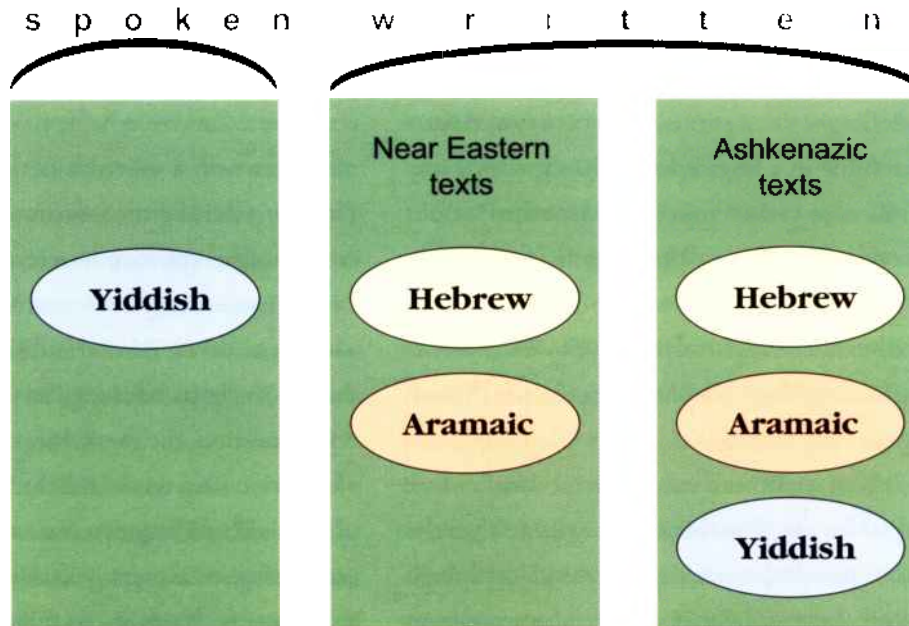 spoken written
Near Eastern
texts
Ashkenazic
texts
Yiddish
Hebrew
Hebrew
Aramaic
Aramaic
Yiddish